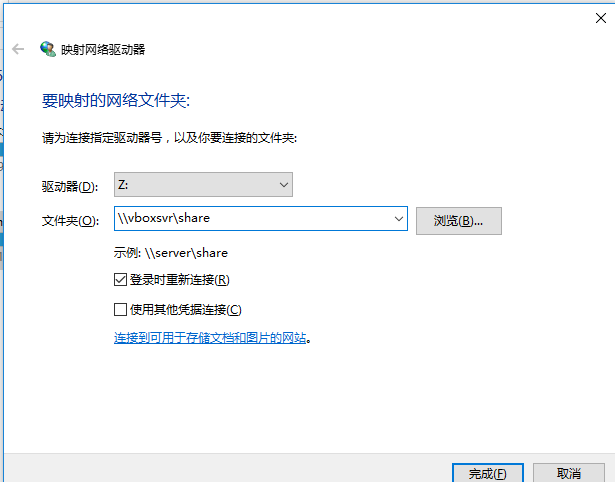 映射网络驱动器
要映射的网络文件夹:
请为连接指定驱动器号，以及你要连接的文件夹:
驱动器(D): Z:
文件夹(O): \\vboxsvr\share 浏览(B)...
示例: \\server\share
登录时重新连接(R)
使用其他凭据连接(C)
连接到可用于存储文档和图片的网站。
完成(F) 取消